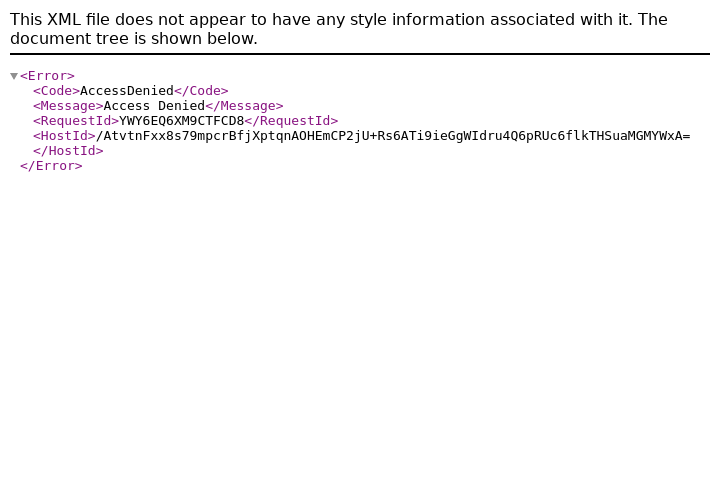 This XML file does not appear to have any style information associated with it. The
document tree is shown below.
<Error>
<Code>AccessDenied</Code>
<Message>Access Denied</Message>
<RequestId>YWY6EQ6XM9CTFCD8</RequestId>
<HostId>/AtvtnFxx8s79mpcrBfjXptqnAOHEmCP2jU+Rs6ATi9ieGgWIdru4Q6pRUc6flkTHSuaMGMYWxA=
</HostId>
</Error>